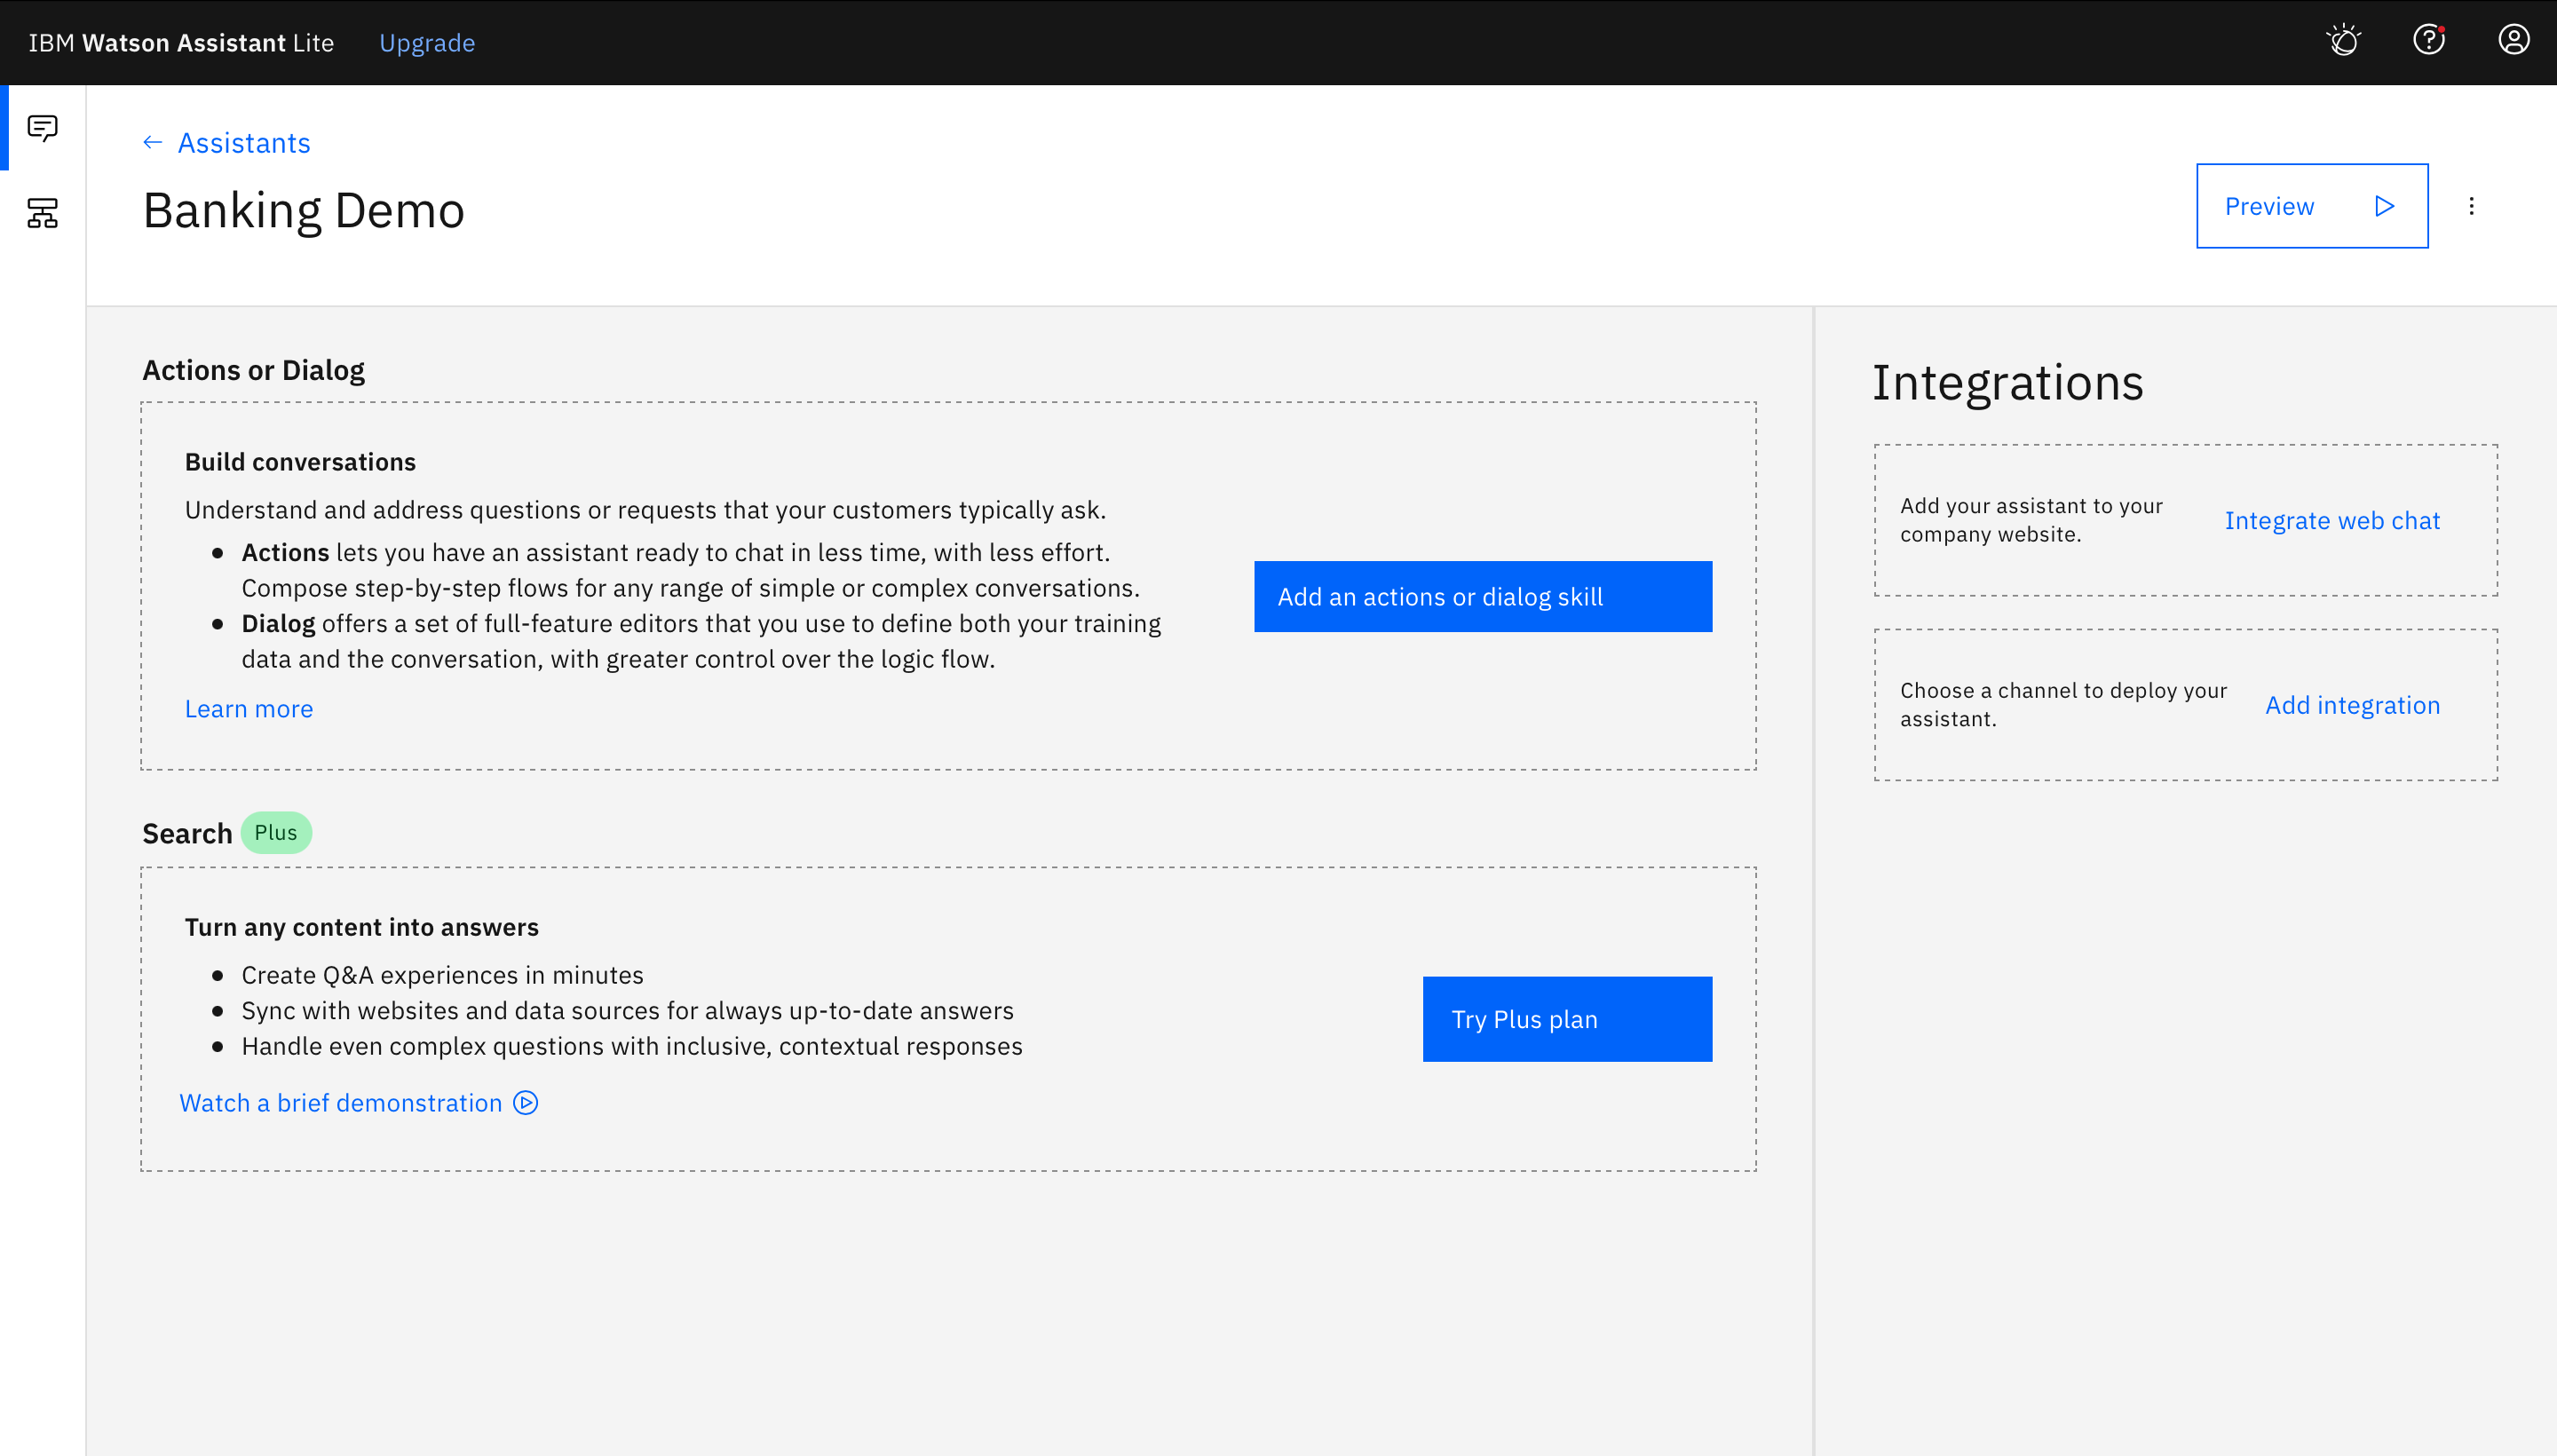 IBM Watson Assistant Lite
Upgrade
Assistants
Banking Demo
Preview
Actions or Dialog
Build conversations
Understand and address questions or requests that your customers typically ask.
Actions lets you have an assistant ready to chat in less time, with less effort.
Compose step-by-step flows for any range of simple or complex conversations.
Dialog offers a set of full-feature editors that you use to define both your training
data and the conversation, with greater control over the logic flow.
Learn more
Add an actions or dialog skill
Search Plus
Turn any content into answers
Create Q&A experiences in minutes
Sync with websites and data sources for always up-to-date answers
Handle even complex questions with inclusive, contextual responses
Watch a brief demonstration
Try Plus plan
Integrations
Add your assistant to your
company website.
Integrate web chat
Choose a channel to deploy your
assistant.
Add integration